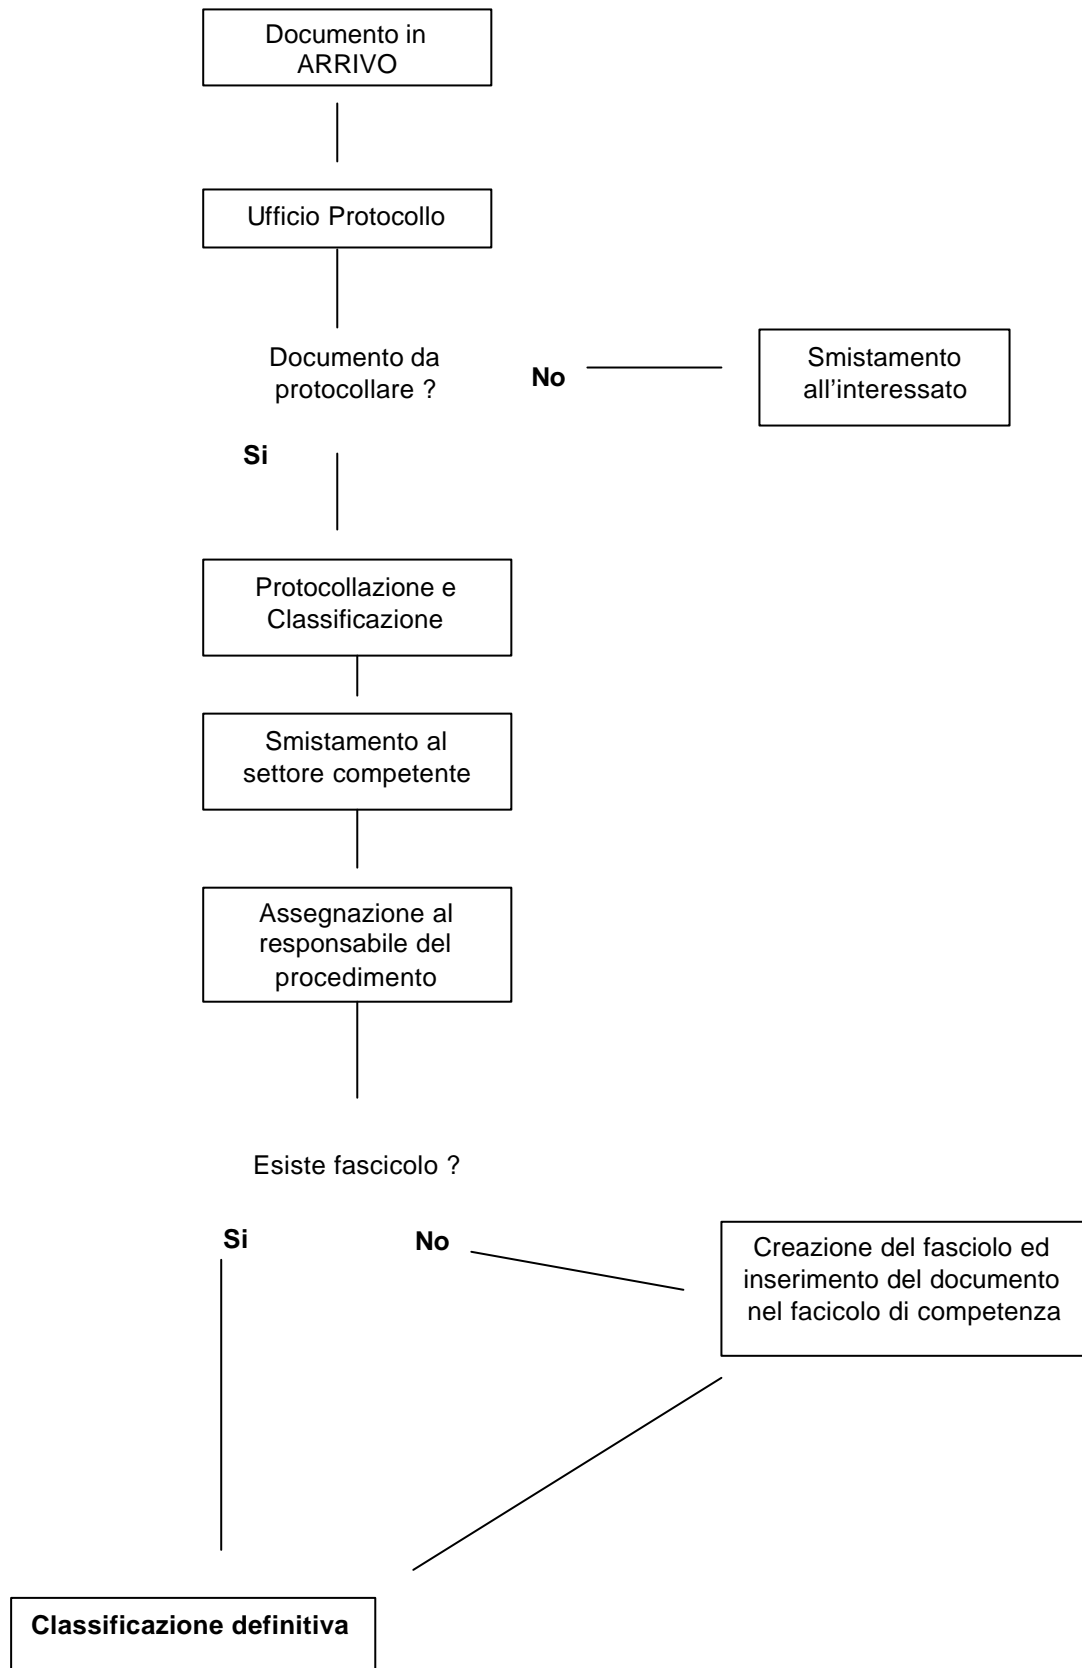 Documento in
ARRIVO
Ufficio Protocollo
Documento da
protocollare ?
No
Smistamento
all'interessato
Si
Protocollazione e
Classificazione
Smistamento al
settore competente
Assegnazione al
responsabile del
procedimento
Esiste fascicolo ?
Si
No
Creazione del fasciolo ed
inserimento del documento
nel facicolo di competenza
Classificazione definitiva